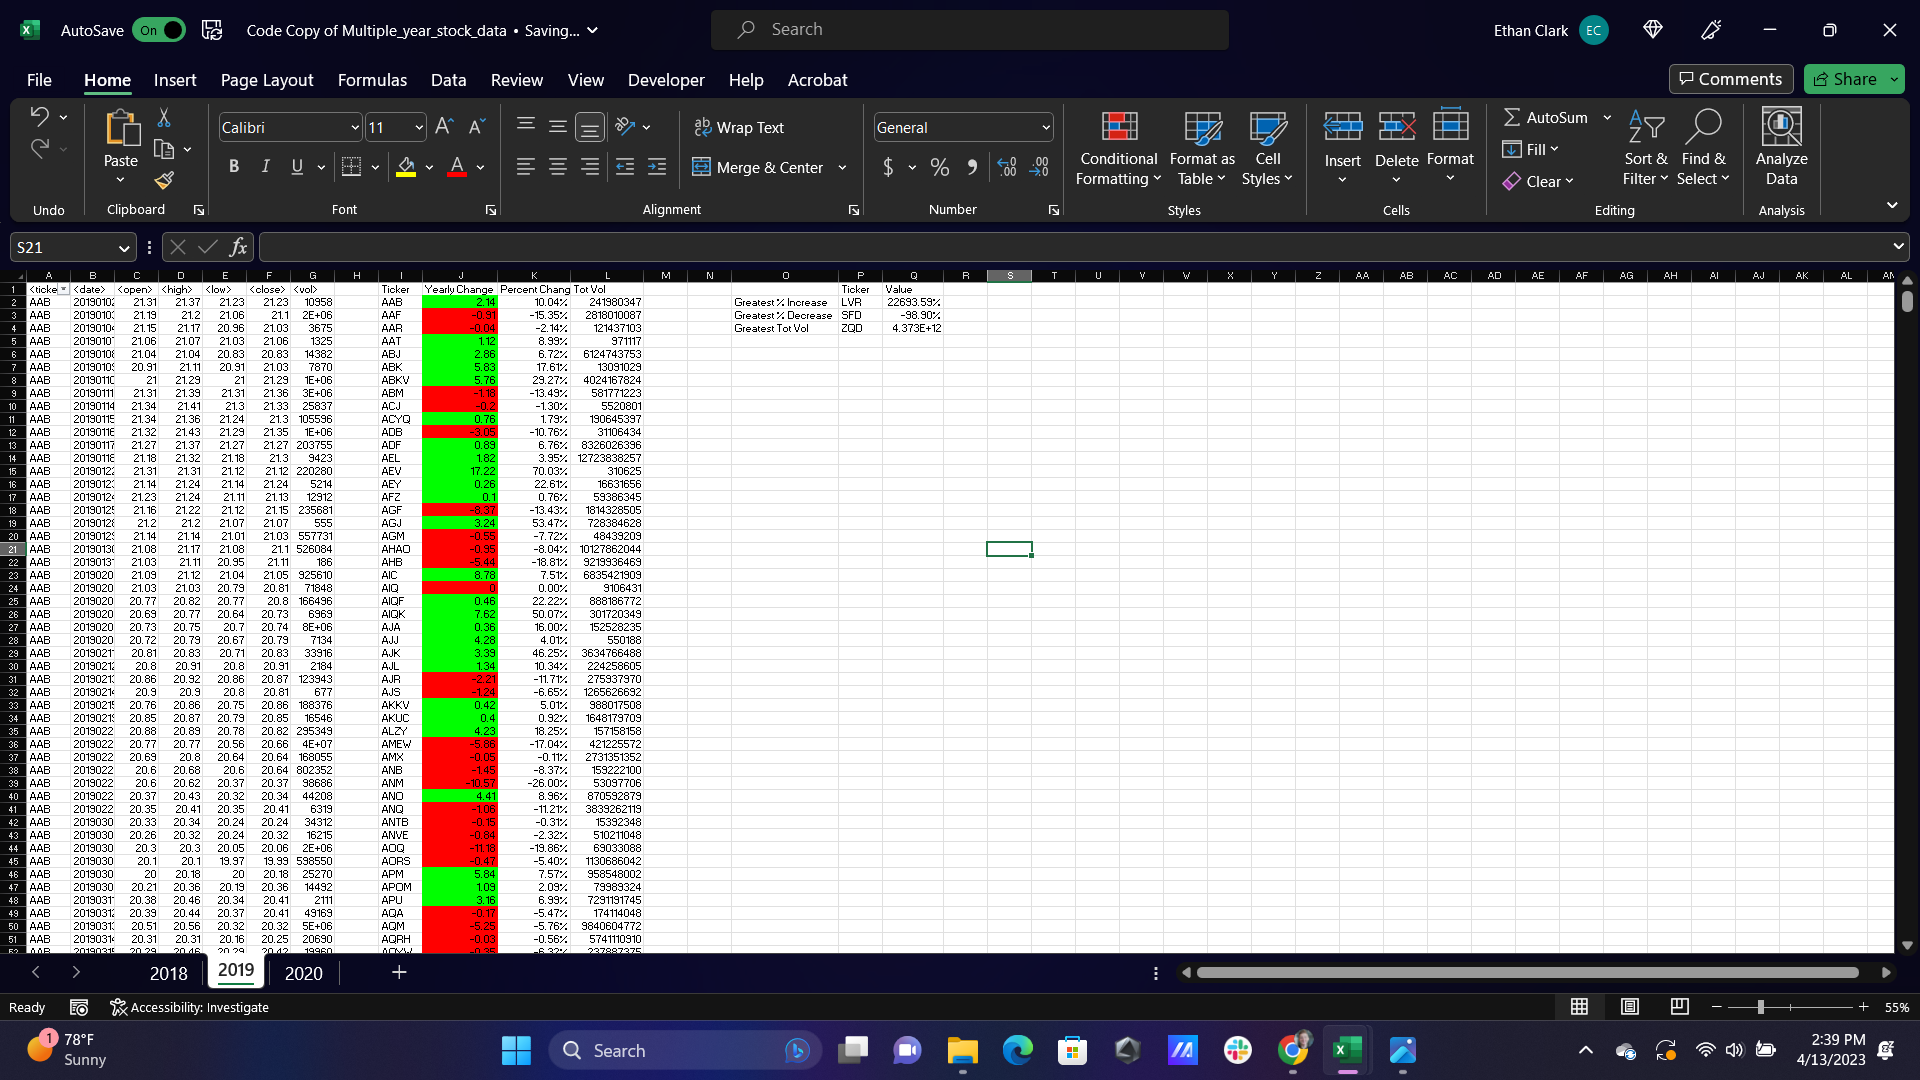 AutoSave On Code Copy of Multiple_year_stock_data • Saving... Search Ethan Clark EC
File Home Insert Page Layout Formulas Data Review View Developer Help Acrobat Comments Share
Calibri 11 Wrap Text General AutoSum
Paste Merge & Center Conditional Formatting Format as Table Cell Styles Insert Delete Format Fill Clear Sort & Filter Find & Select Analyze Data
Undo Clipboard Font Alignment Number Styles Cells Editing Analysis
S21 fx
A B C D E F G H I J K L M N O P Q R S T U V W X Y Z AA AB AC AD AE AF AG AH AI AJ AK AL AN
1 <ticke <date> <open> <high> <low> <close> <vol> Ticker Yearly Change Percent Chang Tot Vol Ticker Value
2 AAB 2019010 21.31 21.37 21.23 21.23 10958 AAB 2.14 10.04% 241980347 Greatest % Increase LVR 22693.59%
3 AAB 2019010 21.19 21.2 21.06 21.1 2E+06 AAF -0.91 -15.35% 2818010087 Greatest % Decrease SFD -98.90%
4 AAB 2019010 21.15 21.17 20.96 21.03 3675 AAR -0.04 -2.14% 121437103 Greatest Tot Vol ZQD 4.373E+12
5 AAB 2019010 21.06 21.07 21.03 21.06 1325 AAT 1.12 8.99% 971117
6 AAB 2019010 21.04 21.04 20.83 20.83 14382 ABJ 2.86 6.72% 6124743753
7 AAB 2019010 20.91 21.11 20.91 21.03 7870 ABK 5.83 17.61% 13091029
8 AAB 2019011 21 21.29 21 21.29 1E+06 ABKV 5.76 29.27% 4024167824
9 AAB 2019011 21.31 21.39 21.31 21.36 3E+06 ABM -1.18 -13.49% 581771223
10 AAB 2019011 21.34 21.41 21.3 21.33 25837 ACJ -0.2 -1.30% 5520801
11 AAB 2019011 21.34 21.36 21.24 21.3 105596 ACYQ 0.76 1.79% 190645397
12 AAB 2019011 21.32 21.43 21.29 21.35 1E+06 ADB -3.05 -10.76% 31106434
13 AAB 2019011 21.27 21.37 21.27 21.27 203755 ADF 0.89 6.76% 8326026396
14 AAB 2019011 21.18 21.32 21.18 21.3 9423 AEL 1.82 3.95% 12723838257
15 AAB 2019012 21.31 21.31 21.12 21.12 220280 AEV 17.22 70.03% 310625
16 AAB 2019012 21.14 21.24 21.14 21.24 5214 AEY 0.26 22.61% 16631656
17 AAB 2019012 21.23 21.24 21.11 21.13 12912 AFZ 0.1 0.76% 59386345
18 AAB 2019012 21.16 21.22 21.12 21.15 235681 AGF -8.37 -13.43% 1814328505
19 AAB 2019012 21.2 21.2 21.07 21.07 555 AGJ 3.24 53.47% 728384628
20 AAB 2019012 21.14 21.14 21.01 21.03 557731 AGM -0.55 -7.72% 48439209
21 AAB 2019013 21.08 21.17 21.08 21.1 526084 AHAO -0.95 -8.04% 10127862044
22 AAB 2019013 21.03 21.11 20.95 21.11 186 AHB -5.44 -18.81% 9219936469
23 AAB 2019020 21.09 21.12 21.04 21.05 925610 AIC 8.78 7.51% 6835421909
24 AAB 2019020 21.03 21.03 20.79 20.81 71848 AIQ 0 0.00% 9106431
25 AAB 2019020 20.77 20.82 20.77 20.8 166496 AIQF 0.46 22.22% 888186772
26 AAB 2019020 20.69 20.77 20.64 20.73 6969 AIQK 7.62 50.07% 301720349
27 AAB 2019020 20.73 20.75 20.7 20.74 8E+06 AJA 0.36 16.00% 152528235
28 AAB 2019020 20.72 20.79 20.67 20.79 7134 AJJ 4.28 4.01% 550188
29 AAB 2019021 20.81 20.83 20.71 20.83 33916 AJK 3.39 46.25% 3634766488
30 AAB 2019021 20.8 20.91 20.8 20.91 2184 AJL 1.34 10.34% 224258605
31 AAB 2019021 20.86 20.92 20.86 20.87 123943 AJR -2.21 -11.71% 275937970
32 AAB 2019021 20.9 20.9 20.8 20.81 677 AJS -1.24 -6.65% 1265626692
33 AAB 2019021 20.76 20.86 20.75 20.86 188376 AKKV 0.42 5.01% 988017508
34 AAB 2019021 20.85 20.87 20.79 20.85 16546 AKUC 0.4 0.92% 1648179709
35 AAB 2019022 20.88 20.89 20.78 20.82 295349 ALZY 4.23 18.25% 157158158
36 AAB 2019022 20.77 20.77 20.56 20.66 4E+07 AMEW -5.86 -17.04% 421225572
37 AAB 2019022 20.69 20.8 20.64 20.64 168055 AMX -0.05 -0.11% 2731351352
38 AAB 2019022 20.6 20.68 20.6 20.64 802352 ANB -1.45 -8.37% 159222100
39 AAB 2019022 20.6 20.62 20.37 20.37 98686 ANM -10.57 -26.00% 53097706
40 AAB 2019022 20.37 20.43 20.32 20.34 44208 ANO 4.41 8.96% 870592879
41 AAB 2019022 20.35 20.41 20.35 20.41 6319 ANQ -1.06 -11.21% 3839262119
42 AAB 2019030 20.33 20.34 20.24 20.24 34312 ANTB -0.15 -0.31% 15392348
43 AAB 2019030 20.26 20.32 20.24 20.32 16215 ANVE -0.84 -2.32% 510211048
44 AAB 2019030 20.3 20.3 20.05 20.06 2E+06 AOQ -11.18 -19.86% 69033088
45 AAB 2019030 20.1 20.1 19.97 19.99 598550 AORS -0.47 -5.40% 1130686042
46 AAB 2019030 20 20.18 20 20.18 25270 APM 5.84 7.57% 958548002
47 AAB 2019030 20.21 20.36 20.19 20.36 14492 APOM 1.09 2.09% 79989324
48 AAB 2019031 20.38 20.46 20.34 20.41 2111 APU 3.16 6.99% 7291191745
49 AAB 2019031 20.39 20.44 20.37 20.41 49169 AQA -0.17 -5.47% 174114048
50 AAB 2019031 20.51 20.56 20.32 20.32 5E+06 AQM -5.25 -5.76% 9840604772
51 AAB 2019031 20.31 20.31 20.16 20.25 20690 AQRH -0.03 -0.56% 5741110910
2018 2019 2020
Ready Accessibility: Investigate 55%
1 78°F Search 2:39 PM
Sunny 4/13/2023